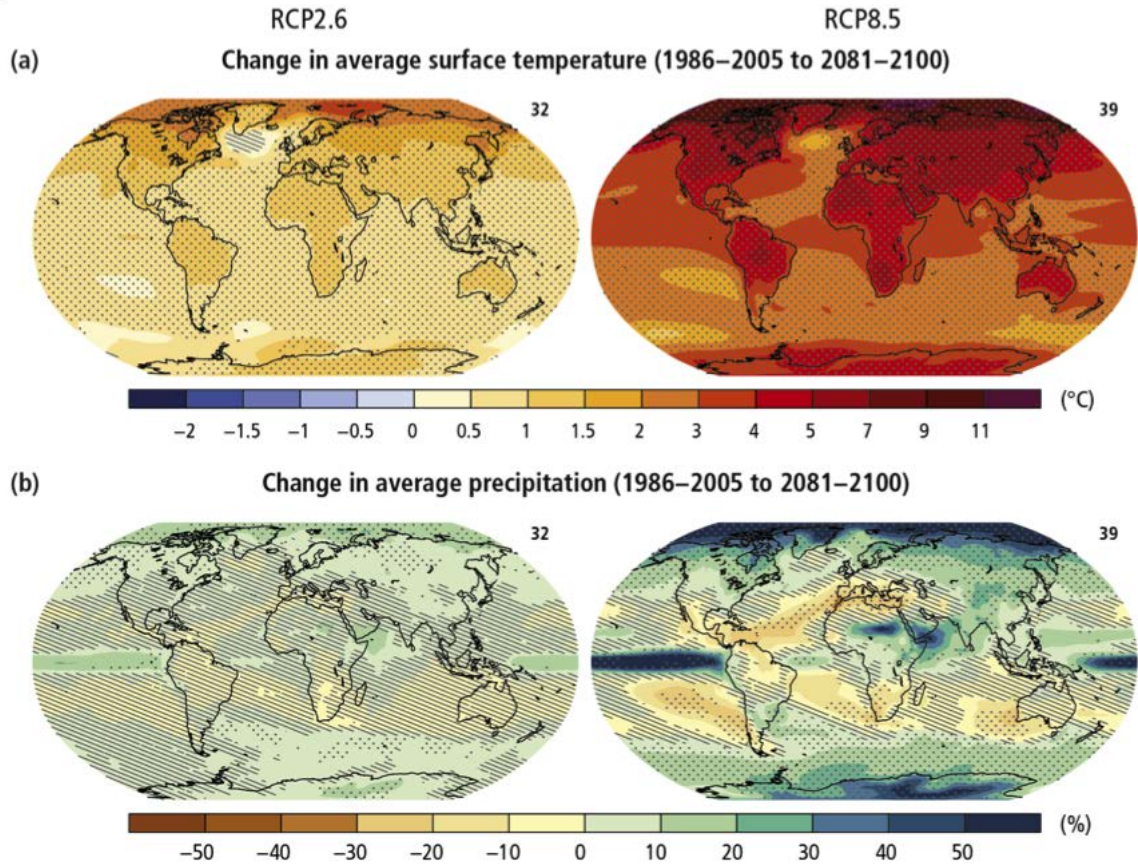 RCP2.6 RCP8.5
(a) Change in average surface temperature (1986–2005 to 2081–2100)
32 39
−2 −1.5 −1 −0.5 0 0.5 1 1.5 2 3 4 5 7 9 11 (°C)
(b) Change in average precipitation (1986–2005 to 2081–2100)
32 39
−50 −40 −30 −20 −10 0 10 20 30 40 50 (%)